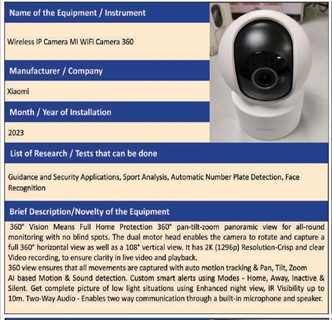 Name of the Equipment / Instrument
Wireless IP Camera MI WiFi Camera 360
Manufacturer / Company
Xiaomi
Month / Year of Installation
2023
List of Research / Tests that can be done
Guidance and Security Applications, Sport Analysis, Automatic Number Plate Detection, Face
Recognition
Brief Description/Novelty of the Equipment
360° Vision Means Full Home Protection 360° pan-tilt-zoom panoramic view for all-round
monitoring with no blind spots. The dual motor head enables the camera to rotate and capture a
full 360° horizontal view as well as a 108° vertical view. It has 2K (1296p) Resolution-Crisp and clear
Video recording, to ensure clarity in live video and playback.
360 view ensures that all movements are captured with auto motion tracking & Pan, Tilt, Zoom
AI based Motion & Sound detection. Custom smart alerts using Modes - Home, Away, Inactive &
Silent. Get complete picture of low light situations using Enhanced night view, IR Visibility up to
10m. Two-Way Audio - Enables two way communication through a built-in microphone and speaker.